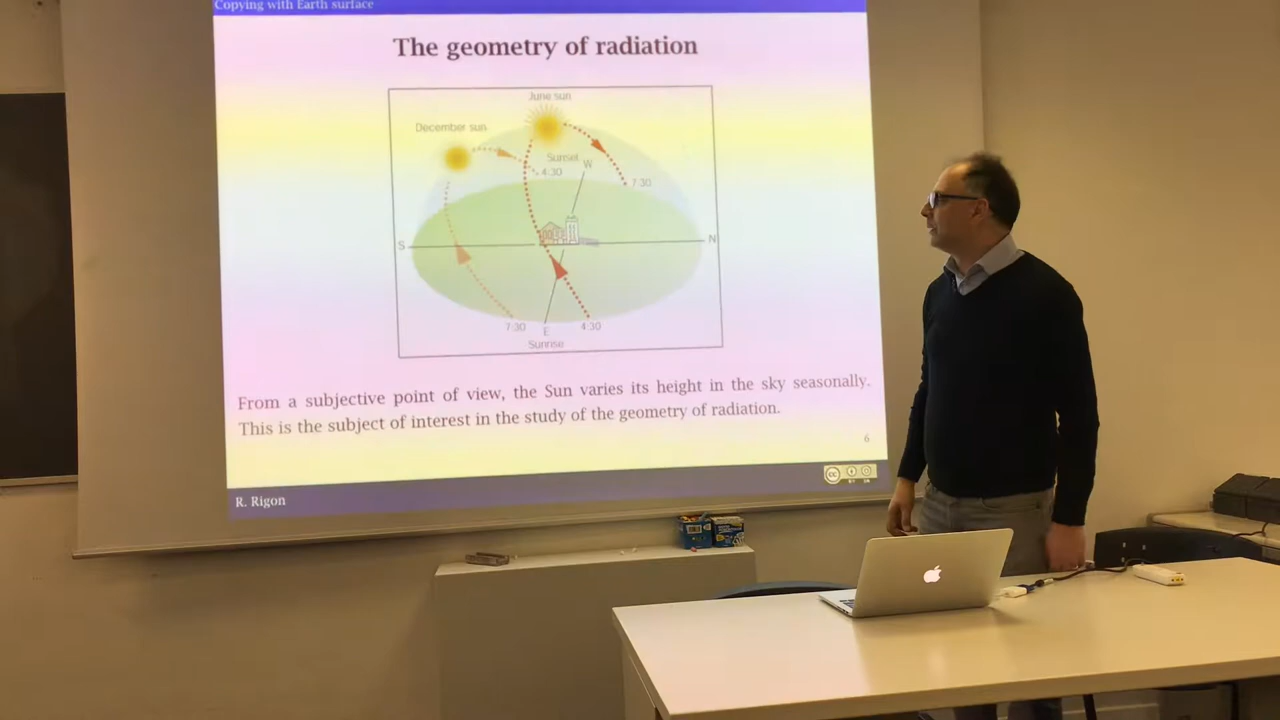 Copying with Earth surface
The geometry of radiation
June sun
December sun
Sunset
W
4:30
7:30
S
N
7:30
E
4:30
Sunrise
From a subjective point of view, the Sun varies its height in the sky seasonally.
This is the subject of interest in the study of the geometry of radiation.
6
R. Rigon
cc